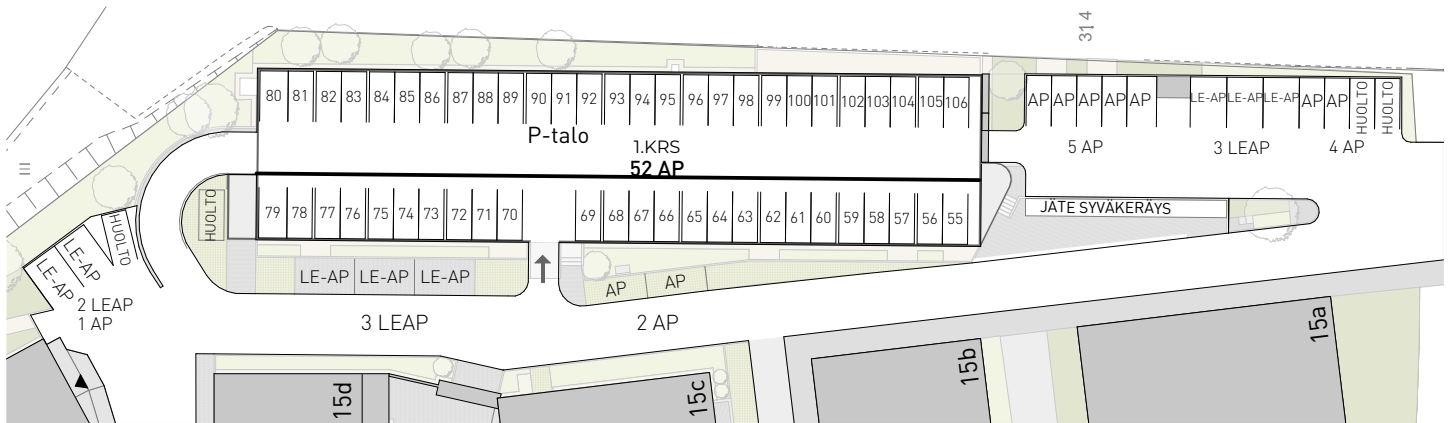 314
80 81 82 83 84 85 86 87 88 89 90 91 92 93 94 95 96 97 98 99 100 101 102 103 104 105 106
AP AP AP AP AP LE-AP LE-AP LE-AP AP AP HUOLTO HUOLTO
P-talo
1.KRS
52 AP
5 AP
3 LEAP
4 AP
III
HUOLTO
79 78 77 76 75 74 73 72 71 70 69 68 67 66 65 64 63 62 61 60 59 58 57 56 55
JÄTE SYVÄKERÄYS
HUOLTO
LE-AP
LE-AP
2 LEAP
1 AP
LE-AP LE-AP LE-AP
AP AP
3 LEAP
2 AP
15d
15c
15b
15a